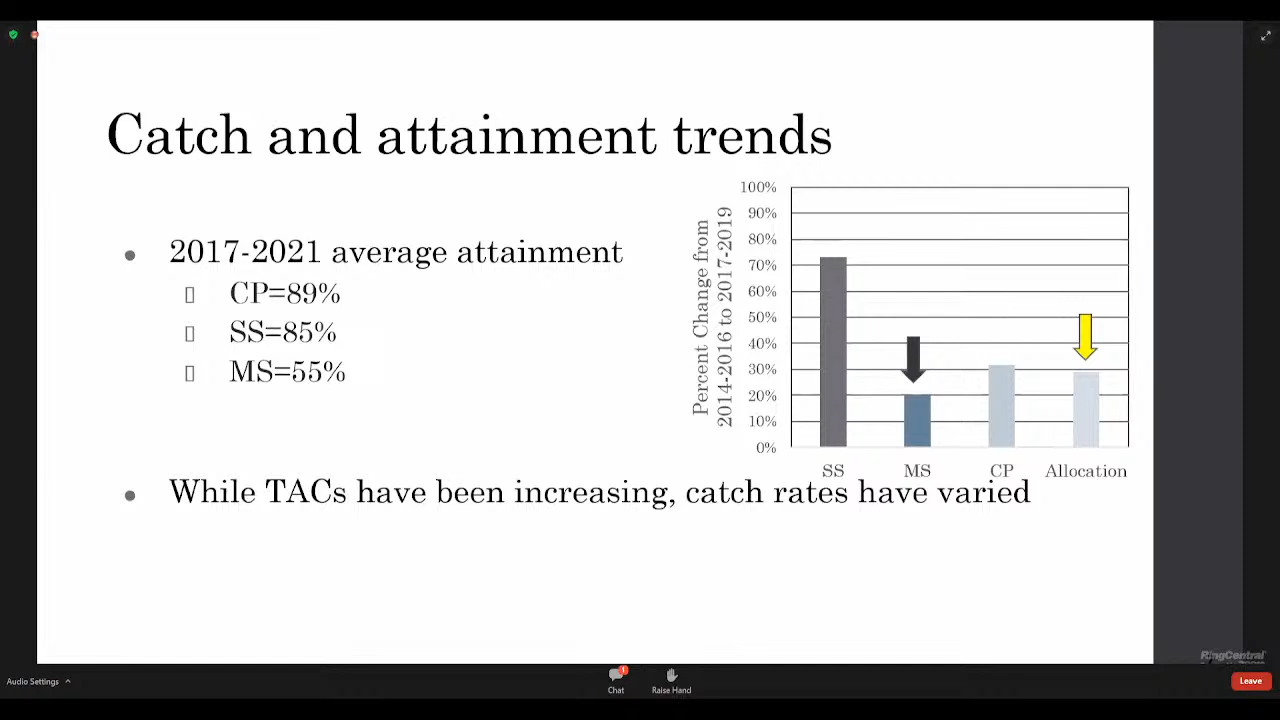 Catch and attainment trends
2017-2021 average attainment
CP=89%
SS=85%
MS=55%
Percent Change from
2014-2016 to 2017-2019
100%
90%
80%
70%
60%
50%
40%
30%
20%
10%
0%
SS MS CP Allocation
While TACs have been increasing, catch rates have varied
RingCentral
Audio Settings
1
Chat
Raise Hand
Leave